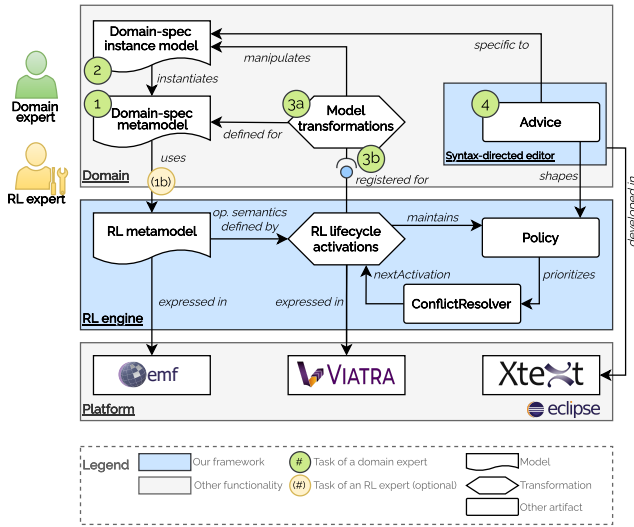 Domain-spec
instance model
specific to
manipulates
2
instantiates
Domain
expert
1
Domain-spec
metamodel
3a
Model
transformations
defined for
4
Advice
Syntax-directed editor
3b
RL expert
uses
(1b)
Domain
registered for
shapes
developed in
RL metamodel
op. semantics
defined by
RL lifecycle
activations
maintains
Policy
nextActivation
prioritizes
ConflictResolver
expressed in
expressed in
RL engine
emf
VIATRA
Xtext
Platform
eclipse
Legend
Our framework
# Task of a domain expert
Model
Other functionality
(#) Task of an RL expert (optional)
Transformation
Other artifact